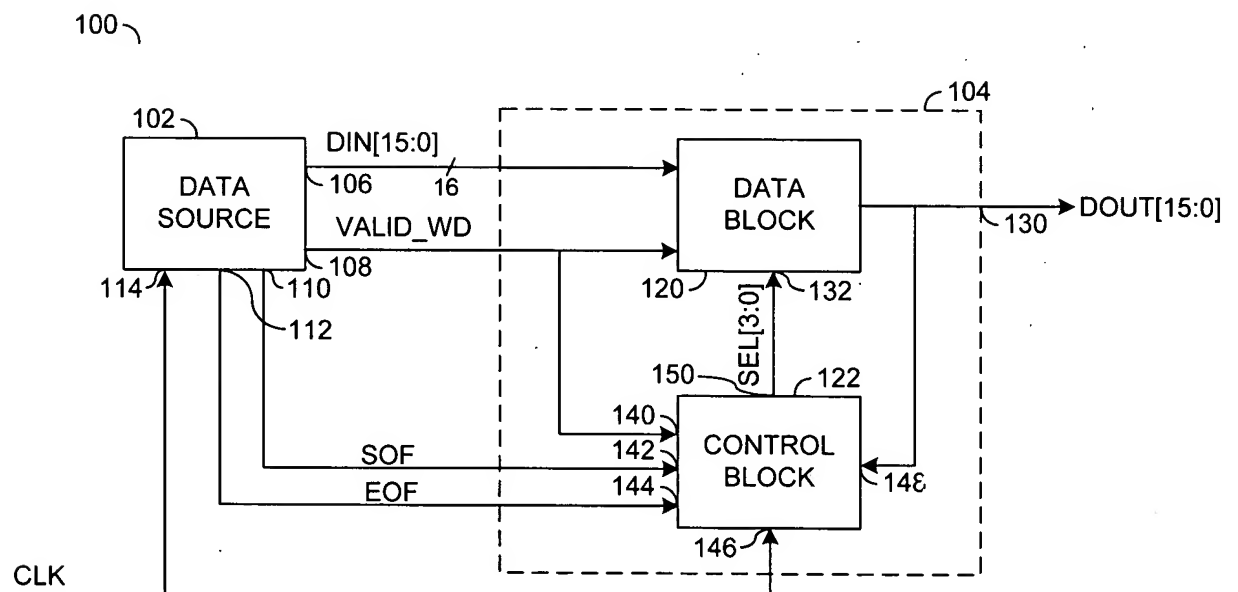 100
104
102
DIN[15:0]
DATA
SOURCE
106
16
DATA
BLOCK
DOUT[15:0]
130
VALID_WD
108
114
110
112
120
132
SEL[3:0]
150
122
140
142
144
SOF
EOF
CONTROL
BLOCK
148
146
CLK